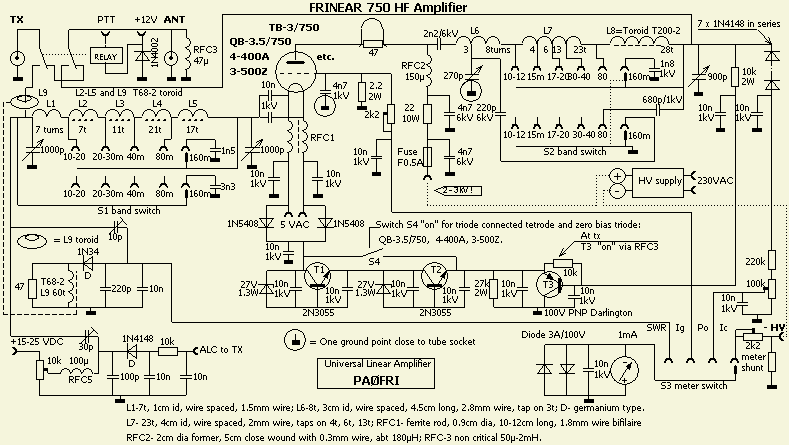 FRINEAR 750 HF Amplifier
TX
PTT
+12V
ANT
RELAY
1N4002
RFC3
47µ
TB-3/750
QB-3.5/750
4-400A
3-500Z
etc.
47
2n2/6kV
L6
3
8turns
L7
4
6
13
23t
L8=Toroid T200-2
28t
7 x 1N4148 in series
L9
L2-L5 and L9 T68-2 toroid
L1
7 turns
L2
7t
L3
11t
L4
21t
L5
17t
1000p
10-20
20-30m
40m
80m
160m
1n5
1000p
10-20
20-30m
40m
80m
160m
3n3
S1 band switch
10n
1kV
4n7
1kV
2.2
2W
2k2
10n
1kV
RFC1
10n
1kV
10n
1kV
RFC2
150µ
22
10W
4n7
6kV
Fuse
F0.5A
4n7
6kV
2-3kV!
270p
220p
6kV
10-12
15m
17-20
30-40
80
160m
1n8
1kV
10-12
15m
17-20
30-40
80
160m
680p/1kV
S2 band switch
900p
10k
2W
10n
1kV
10n
1kV
HV supply
230VAC
1N5408
5 VAC
1N5408
10n
1kV
Switch S4 "on" for triode connected tetrode and zero bias triode:
QB-3.5/750, 4-400A, 3-500Z.
S4
At tx
T3 "on" via RFC3
10p
= L9 toroid
1N34
D
47
T68-2
L9 60t
220p
10n
27V
1.3W
10n
1kV
T1
2N3055
10n
1kV
27V
1.3W
10n
1kV
T2
2N3055
27k
2W
10n
1kV
T3
10k
10n
1kV
100V PNP Darlington
220k
100k
10n
1kV
- HV
+15-25 VDC
30p
10k
100µ
RFC5
1N4148
D
10k
ALC to TX
100p
10n
10n
= One ground point close to tube socket
Universal Linear Amplifier
PAØFRI
Diode 3A/100V
1mA
10n
1kV
SWR
Ig
Po
Ic
2k2
meter
shunt
S3 meter switch
L1-7t, 1cm id, wire spaced, 1.5mm wire; L6-8t, 3cm id, wire spaced, 4.5cm long, 2.8mm wire, tap on 3t; D- germanium type.
L7- 23t, 4cm id, wire spaced, 2mm wire, taps on 4t, 6t, 13t; RFC1- ferrite rod, 0.9cm dia, 10-12cm long, 1.8mm wire bifilaire
RFC2- 2cm dia former, 5cm close wound with 0.3mm wire, abt 180µH; RFC-3 non critical 50µ-2mH.